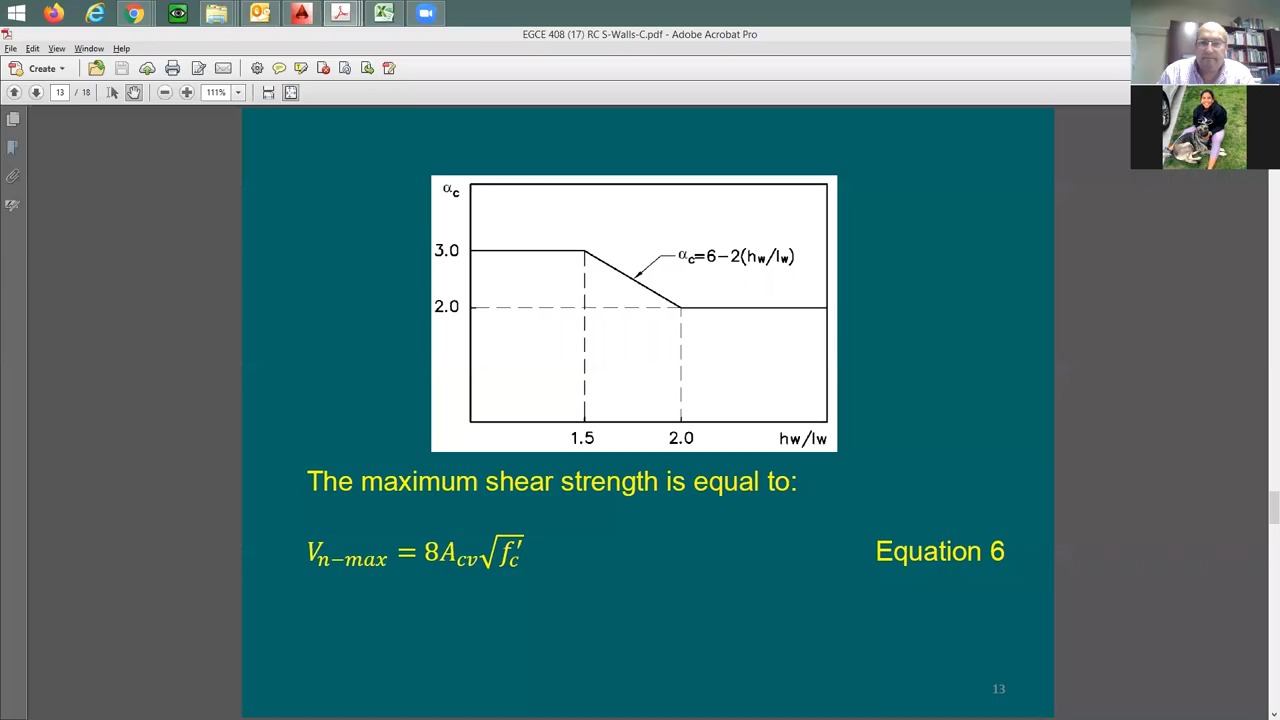 EGCE 408 (17) RC S-Walls-C.pdf - Adobe Acrobat Pro
File Edit View Window Help
Create
13 / 18 111%
αc
3.0
αc=6-2(hw/lw)
2.0
1.5 2.0 hw/lw
The maximum shear strength is equal to:
Vn−max = 8Acv√f′c Equation 6
13